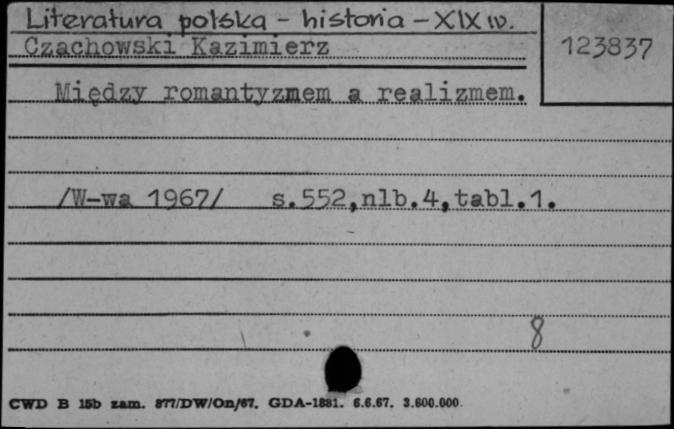 Literatura polska - historia - XIX w.
Czachowski Kazimierz
123837
Między romantyzmem a realizmem.
/W-wa 1967/ s.552,nlb.4,tabl.1.
8
CWD B 15b zam. 877/DW/On/67. GDA-1881. 6.6.67. 3.600.000.